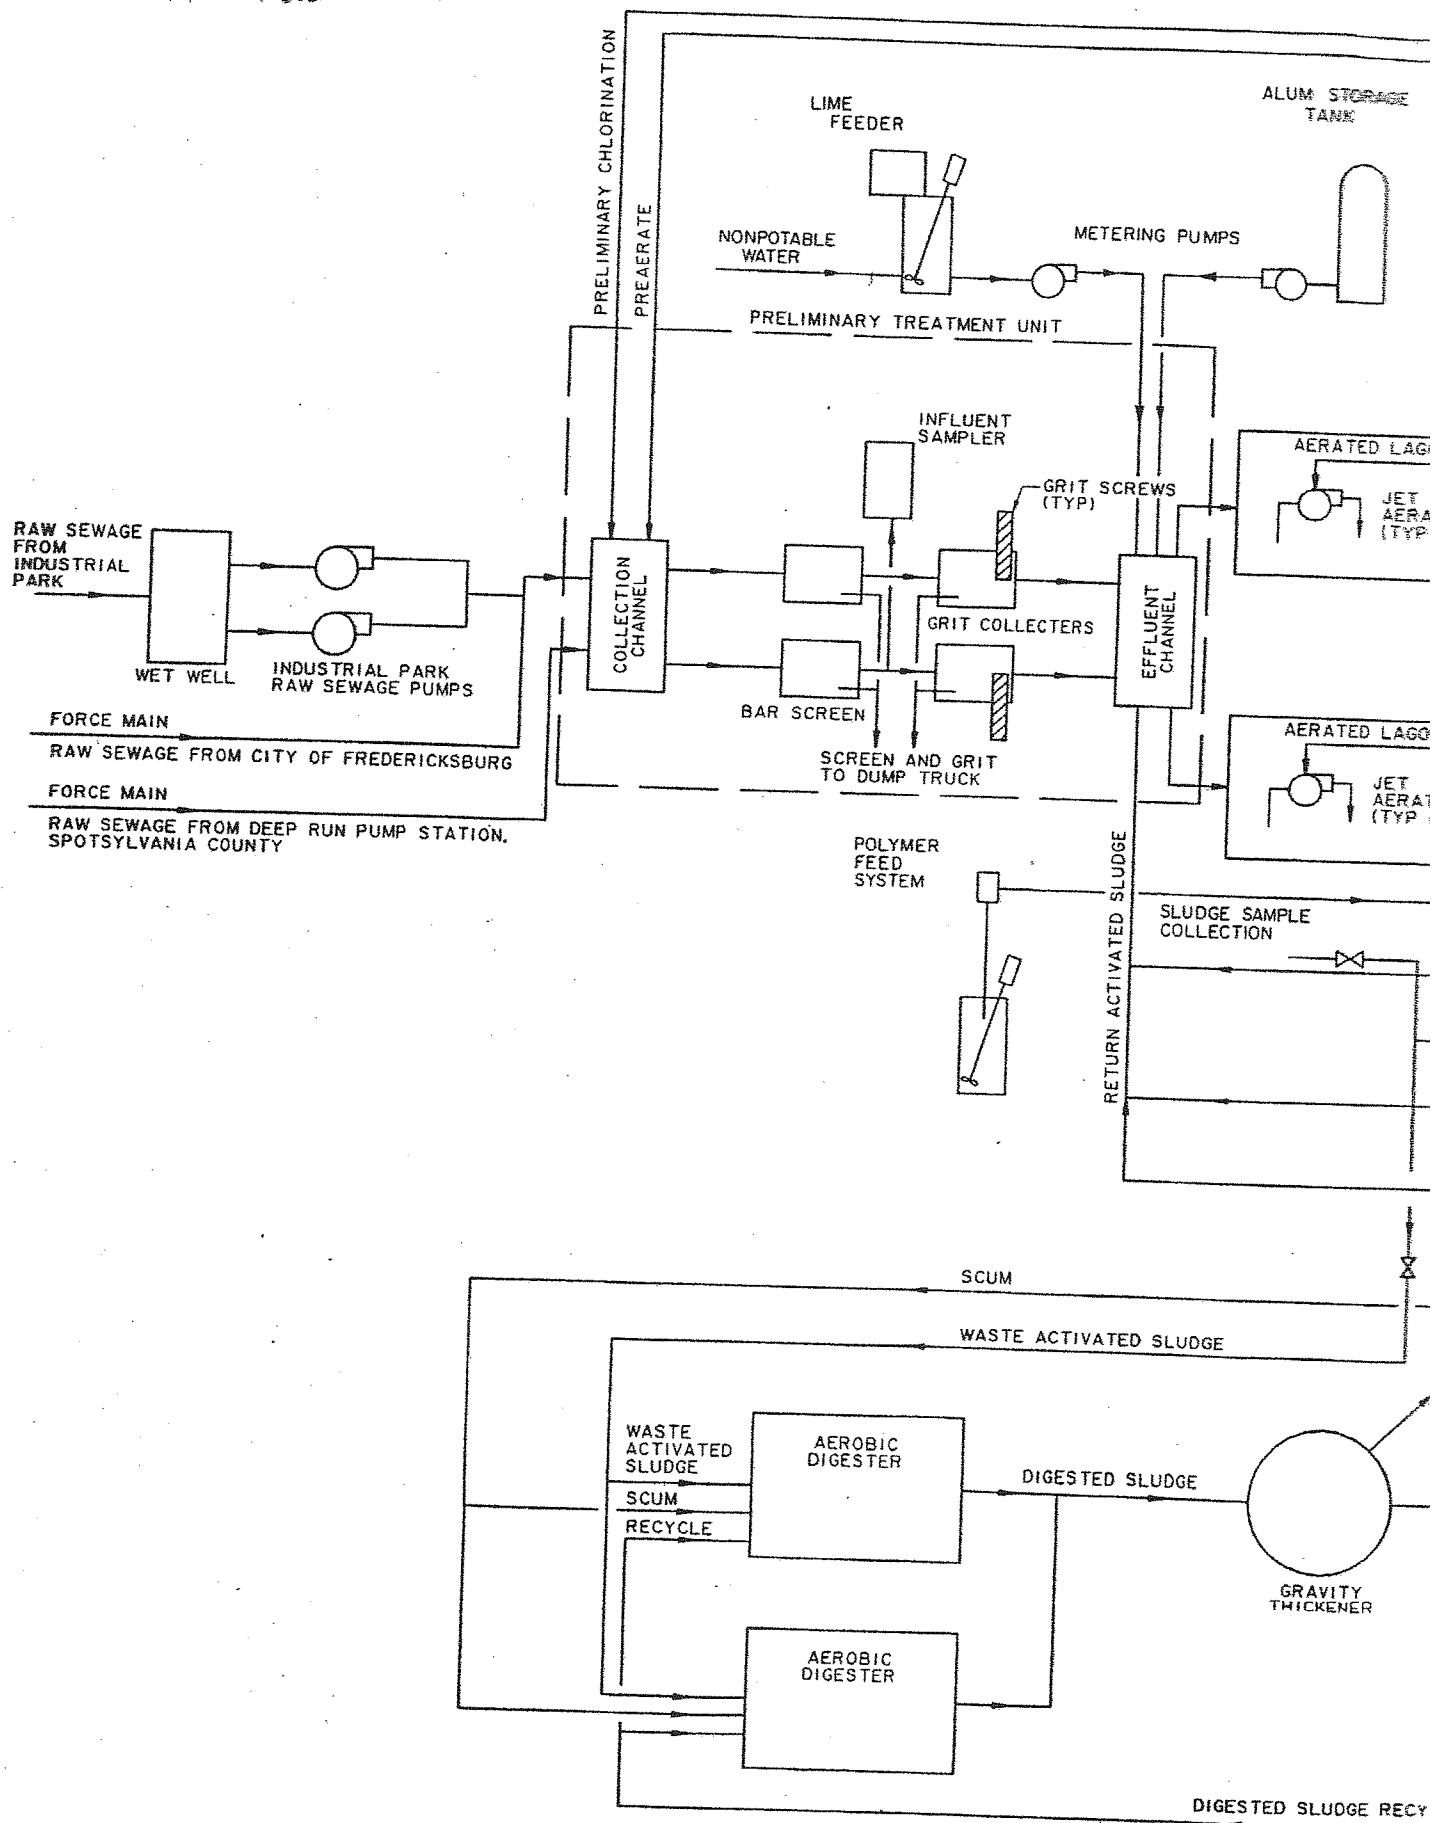 PRELIMINARY CHLORINATION
PREAERATE
LIME
FEEDER
ALUM STORAGE
TANK
NONPOTABLE
WATER
METERING PUMPS
PRELIMINARY TREATMENT UNIT
INFLUENT
SAMPLER
GRIT SCREWS
(TYP)
AERATED LAGO
JET
AERA
(TYP
RAW SEWAGE
FROM
INDUSTRIAL
PARK
COLLECTION
CHANNEL
EFFLUENT
CHANNEL
GRIT COLLECTERS
WET WELL
INDUSTRIAL PARK
RAW SEWAGE PUMPS
BAR SCREEN
FORCE MAIN
RAW SEWAGE FROM CITY OF FREDERICKSBURG
SCREEN AND GRIT
TO DUMP TRUCK
AERATED LAGO
JET
AERAT
(TYP
FORCE MAIN
RAW SEWAGE FROM DEEP RUN PUMP STATION,
SPOTSYLVANIA COUNTY
POLYMER
FEED
SYSTEM
RETURN ACTIVATED SLUDGE
SLUDGE SAMPLE
COLLECTION
SCUM
WASTE ACTIVATED SLUDGE
WASTE
ACTIVATED
SLUDGE
SCUM
RECYCLE
AEROBIC
DIGESTER
DIGESTED SLUDGE
GRAVITY
THICKENER
AEROBIC
DIGESTER
DIGESTED SLUDGE RECY